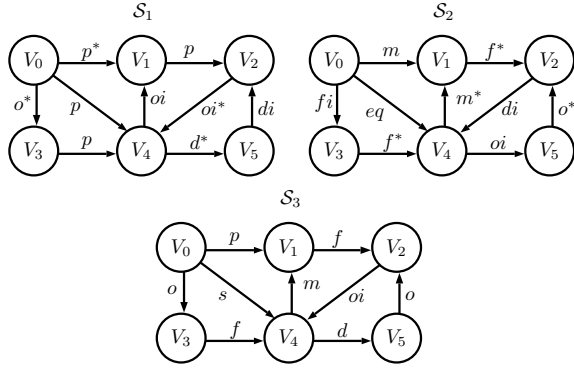 S₁ S₂
V₀ p* V₁ p V₂ V₀ m V₁ f* V₂
o* p oi oi* di fi eq m* di o*
V₃ p V₄ d* V₅ V₃ f* V₄ oi V₅
S₃
V₀ p V₁ f V₂
o s m oi o
V₃ f V₄ d V₅